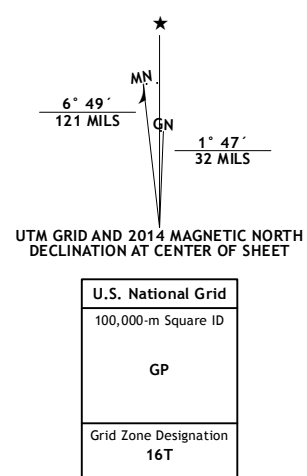 ★
MN
6° 49´
121 MILS
GN
1° 47´
32 MILS
UTM GRID AND 2014 MAGNETIC NORTH
DECLINATION AT CENTER OF SHEET
U.S. National Grid
100,000-m Square ID
GP
Grid Zone Designation
16T